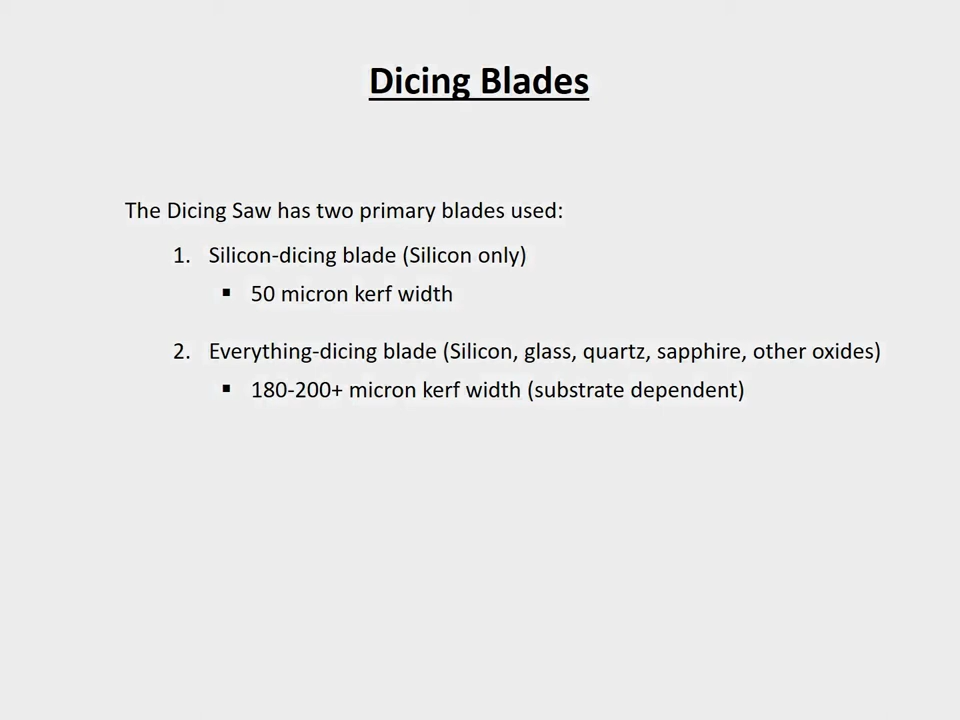 Dicing Blades
The Dicing Saw has two primary blades used:
1. Silicon-dicing blade (Silicon only)
▪ 50 micron kerf width
2. Everything-dicing blade (Silicon, glass, quartz, sapphire, other oxides)
▪ 180-200+ micron kerf width (substrate dependent)